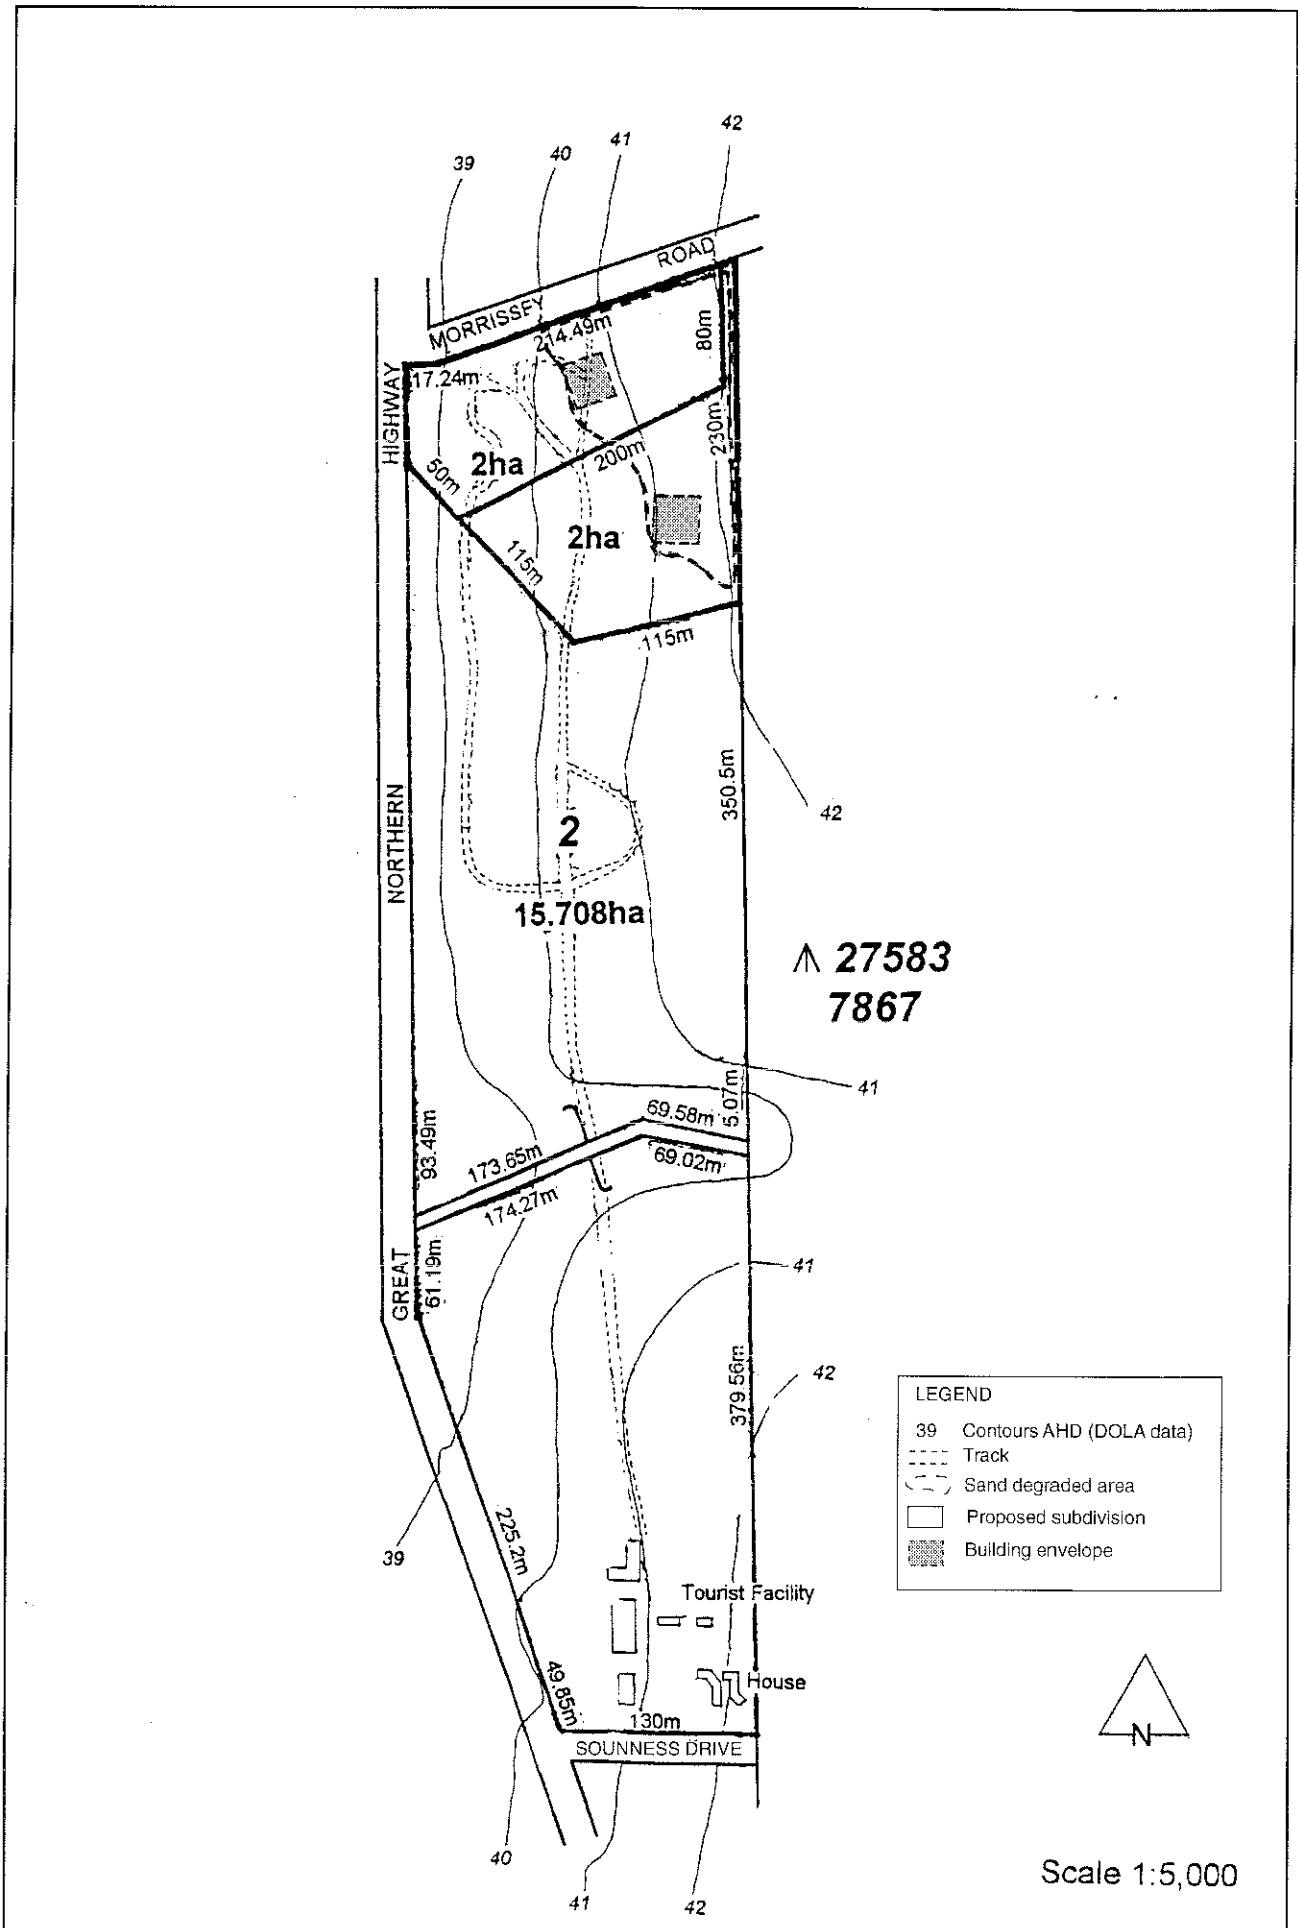 42
41
40
39
ROAD
MORRISSEY
214.49m
80m
17.24m
HIGHWAY
230m
200m
50m
2ha
2ha
115m
115m
350.5m
42
NORTHERN
2
15.708ha
27583
7867
41
5.07m
69.58m
93.49m
173.65m
69.02m
174.27m
GREAT
61.19m
41
379.56m
42
LEGEND
39 Contours AHD (DOLA data)
Track
Sand degraded area
Proposed subdivision
Building envelope
39
225.2m
Tourist Facility
House
49.85m
130m
SOUNNESS DRIVE
N
40
41
42
Scale 1:5,000